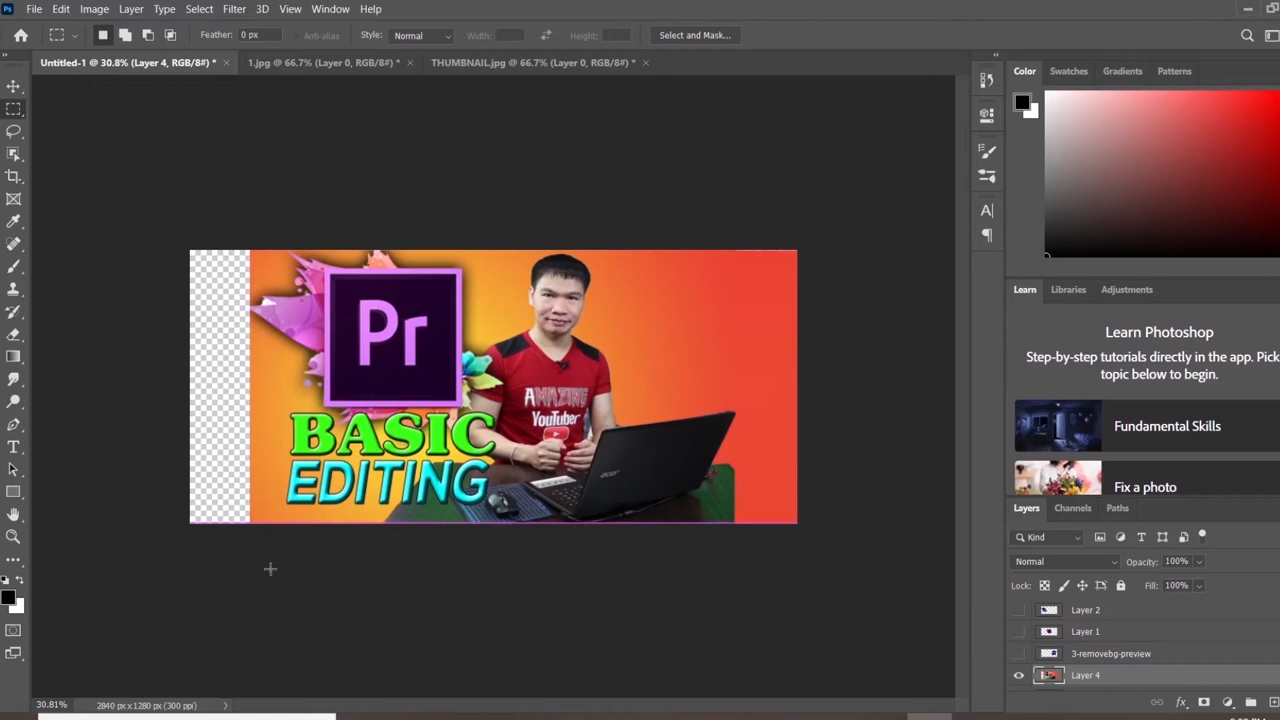 Ps File Edit Image Layer Type Select Filter 3D View Window Help
Feather: 0 px Anti-alias Style: Normal Width: Height: Select and Mask...
Untitled-1 @ 30.8% (Layer 4, RGB/8#) * × 1.jpg @ 66.7% (Layer 0, RGB/8#) * × THUMBNAIL.jpg @ 66.7% (Layer 0, RGB/8#) * ×
Color Swatches Gradients Patterns
Pr
AMAZING
YouTuber
acer
BASIC
EDITING
Learn Libraries Adjustments
Learn Photoshop
Step-by-step tutorials directly in the app. Pick
topic below to begin.
Fundamental Skills
Fix a photo
Layers Channels Paths
Kind
Normal Opacity: 100%
Lock: Fill: 100%
Layer 2
Layer 1
3-removebg-preview
Layer 4
30.81% 2840 px x 1280 px (300 ppi)